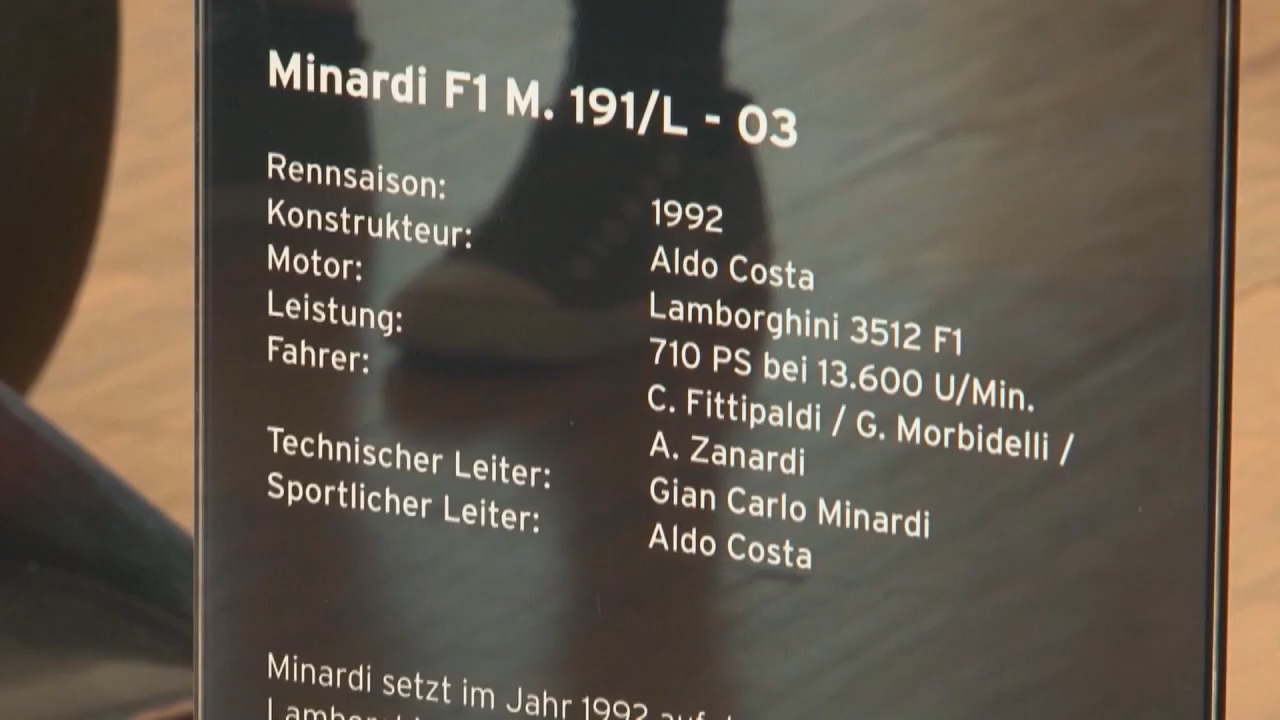 Minardi F1 M. 191/L - 03
Rennsaison: 1992
Konstrukteur: Aldo Costa
Motor: Lamborghini 3512 F1
Leistung: 710 PS bei 13.600 U/Min.
Fahrer: C. Fittipaldi / G. Morbidelli /
A. Zanardi
Technischer Leiter: Gian Carlo Minardi
Sportlicher Leiter: Aldo Costa
Minardi setzt im Jahr 1992 auf